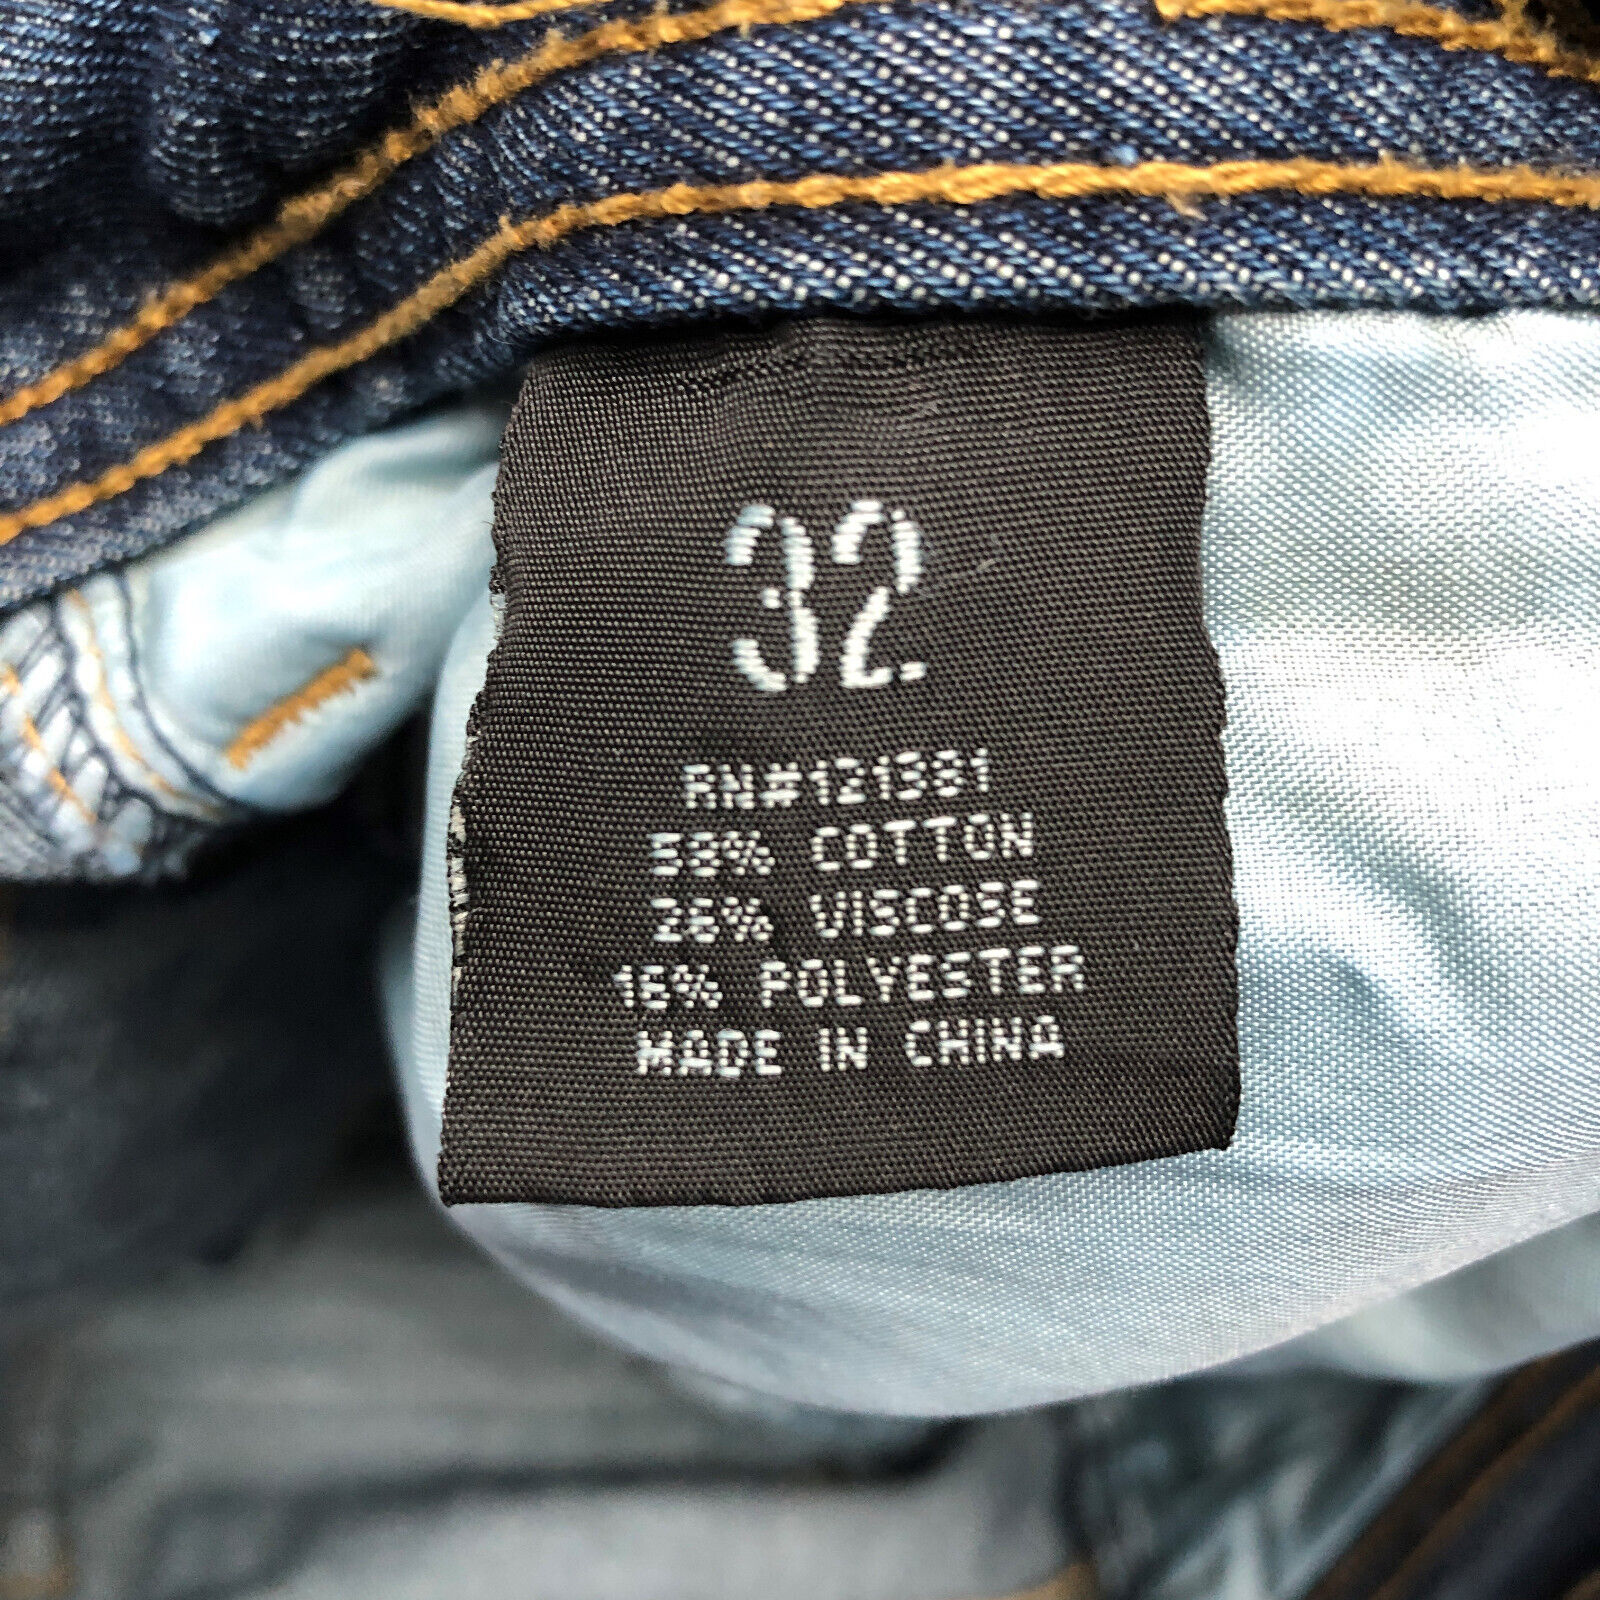 32.
RN#121381
58% COTTON
26% VISCOSE
16% POLYESTER
MADE IN CHINA